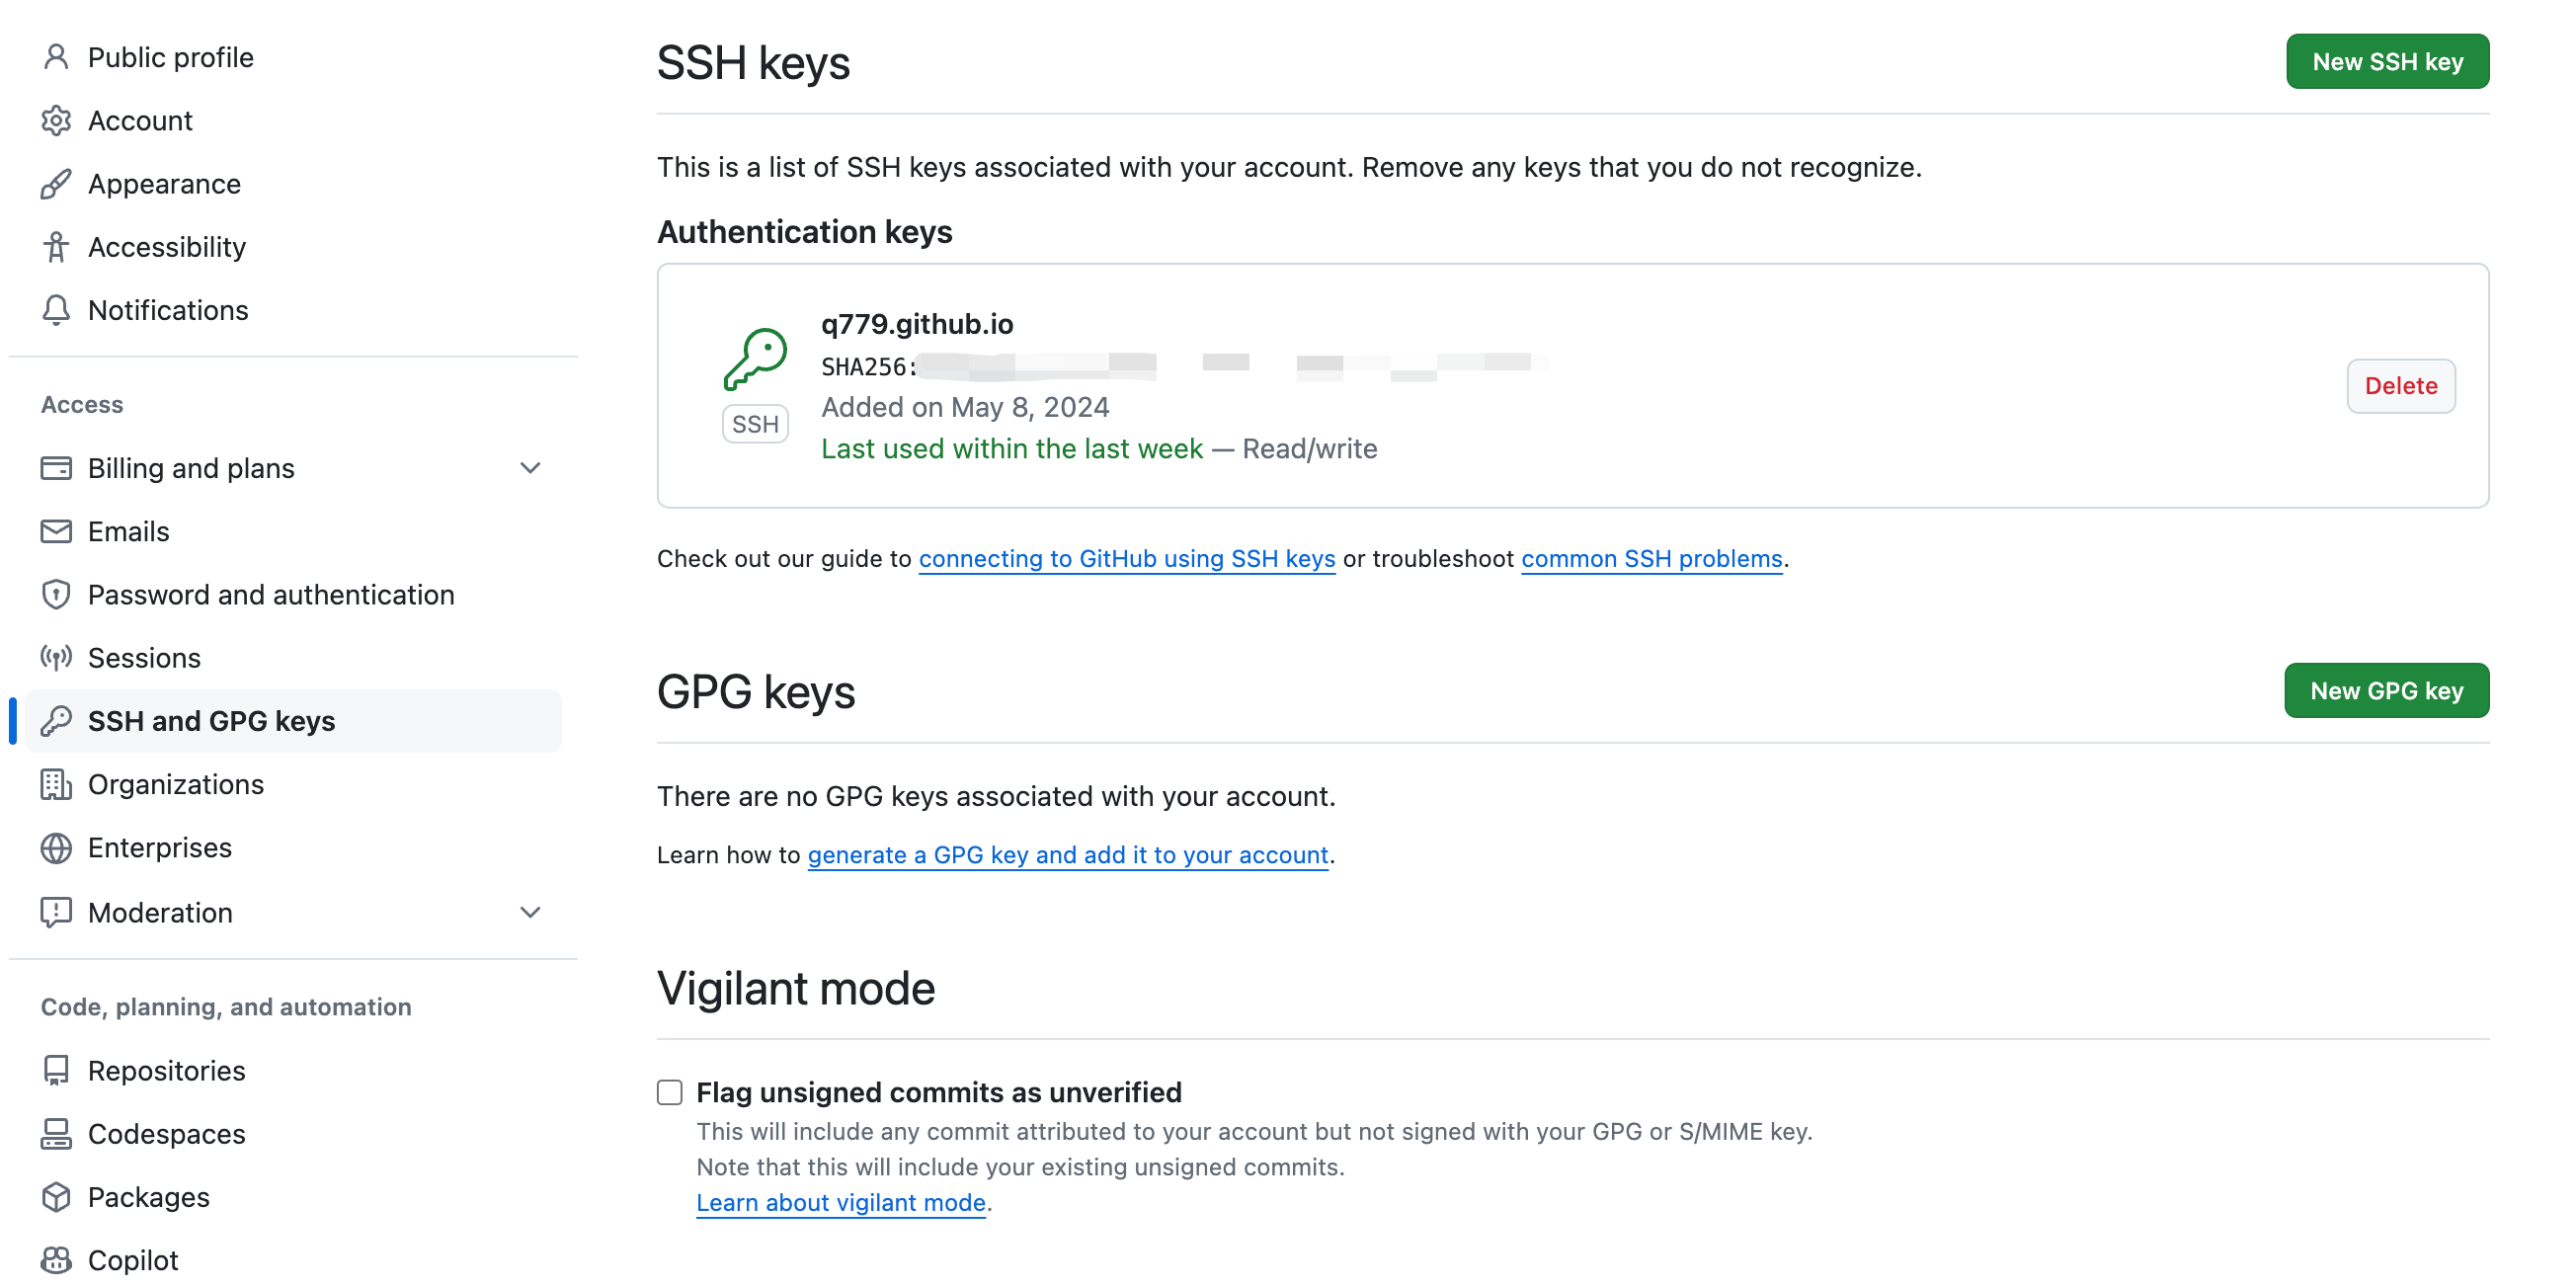 Public profile
Account
Appearance
Accessibility
Notifications
Access
Billing and plans
Emails
Password and authentication
Sessions
SSH and GPG keys
Organizations
Enterprises
Moderation
Code, planning, and automation
Repositories
Codespaces
Packages
Copilot
SSH keys
New SSH key
This is a list of SSH keys associated with your account. Remove any keys that you do not recognize.
Authentication keys
SSH
q779.github.io
SHA256:
Added on May 8, 2024
Last used within the last week — Read/write
Delete
Check out our guide to connecting to GitHub using SSH keys or troubleshoot common SSH problems.
GPG keys
New GPG key
There are no GPG keys associated with your account.
Learn how to generate a GPG key and add it to your account.
Vigilant mode
Flag unsigned commits as unverified
This will include any commit attributed to your account but not signed with your GPG or S/MIME key.
Note that this will include your existing unsigned commits.
Learn about vigilant mode.